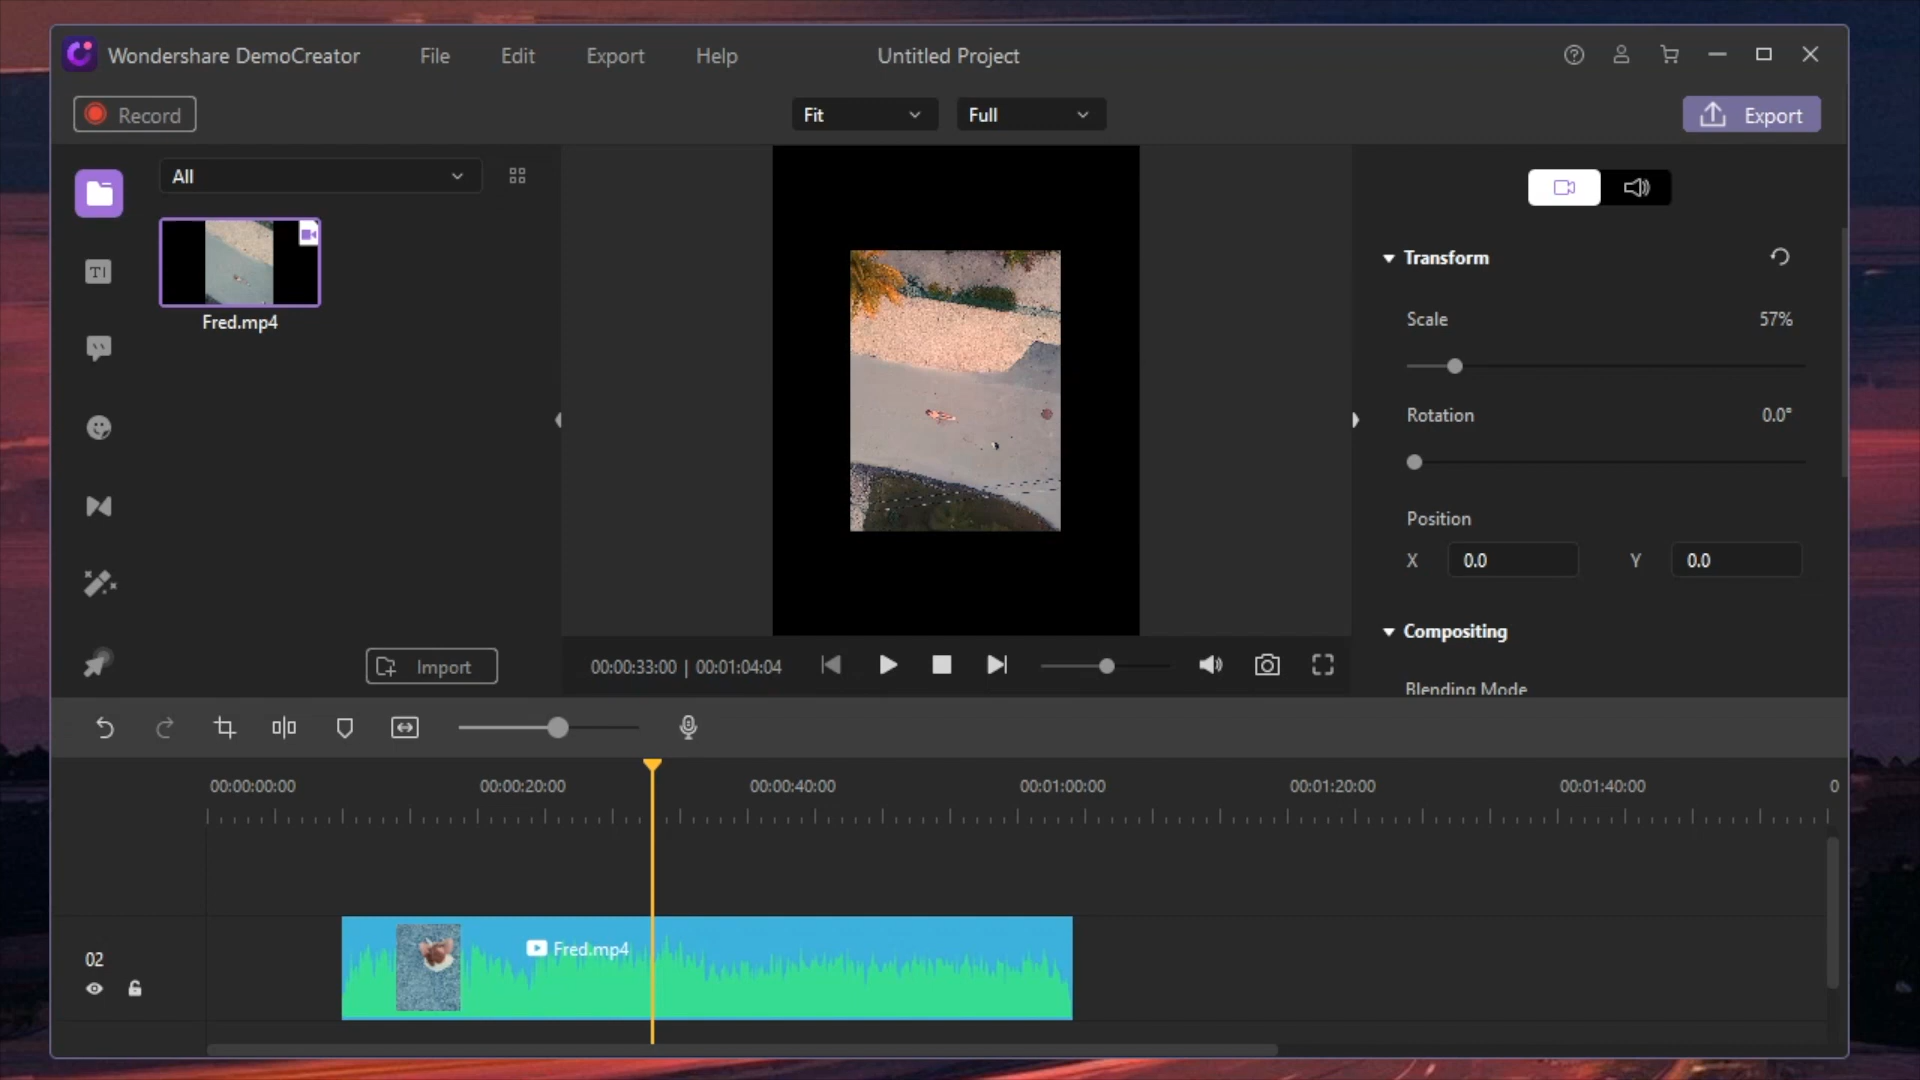 Wondershare DemoCreator File Edit Export Help Untitled Project
Record Fit Full Export
All
Fred.mp4
Transform
Scale 57%
Rotation 0.0°
Position
X 0.0 Y 0.0
Compositing
Blending Mode
Import
00:00:33:00 | 00:01:04:04
00:00:00:00 00:00:20:00 00:00:40:00 00:01:00:00 00:01:20:00 00:01:40:00 0
02
Fred.mp4